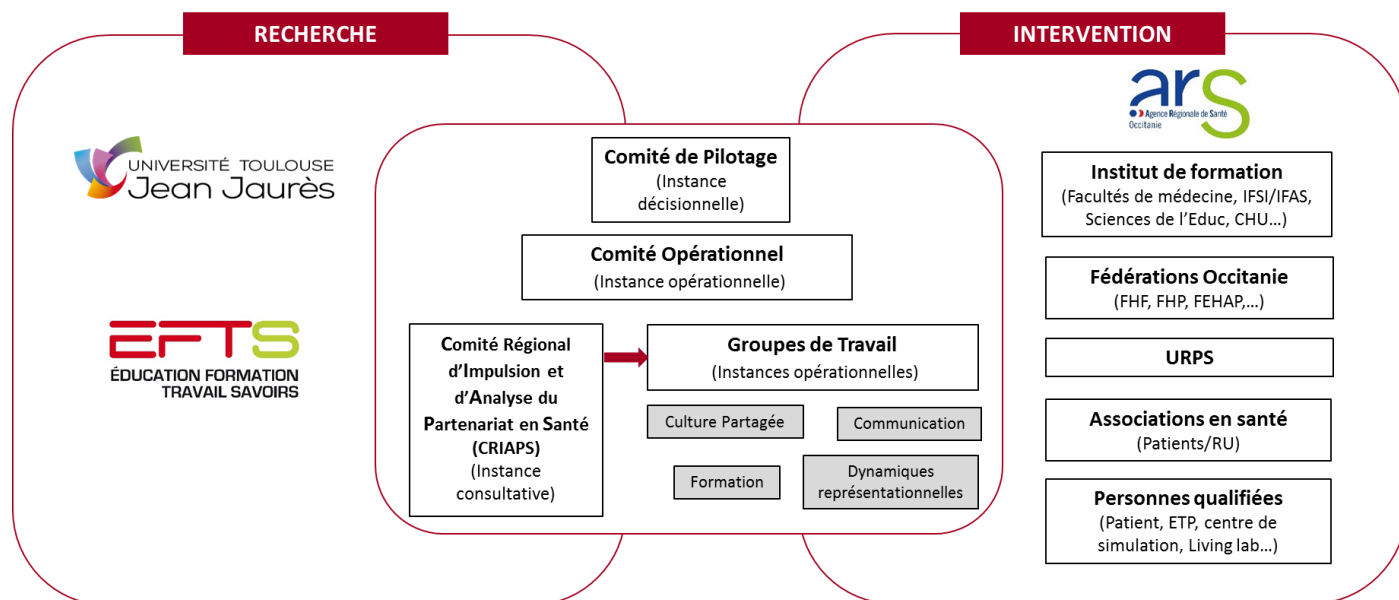 RECHERCHE
UNIVERSITÉ TOULOUSE
Jean Jaurès
EFTS
ÉDUCATION FORMATION
TRAVAIL SAVOIRS
Comité de Pilotage
(Instance
décisionnelle)
Comité Opérationnel
(Instance opérationnelle)
Comité Régional
d’Impulsion et
d’Analyse du
Partenariat en Santé
(CRIAPS)
(Instance
consultative)
Groupes de Travail
(Instances opérationnelles)
Culture Partagée
Communication
Formation
Dynamiques
représentationnelles
INTERVENTION
ars
Agence Régionale de Santé
Occitanie
Institut de formation
(Facultés de médecine, IFSI/IFAS,
Sciences de l’Educ, CHU…)
Fédérations Occitanie
(FHF, FHP, FEHAP,…)
URPS
Associations en santé
(Patients/RU)
Personnes qualifiées
(Patient, ETP, centre de
simulation, Living lab…)